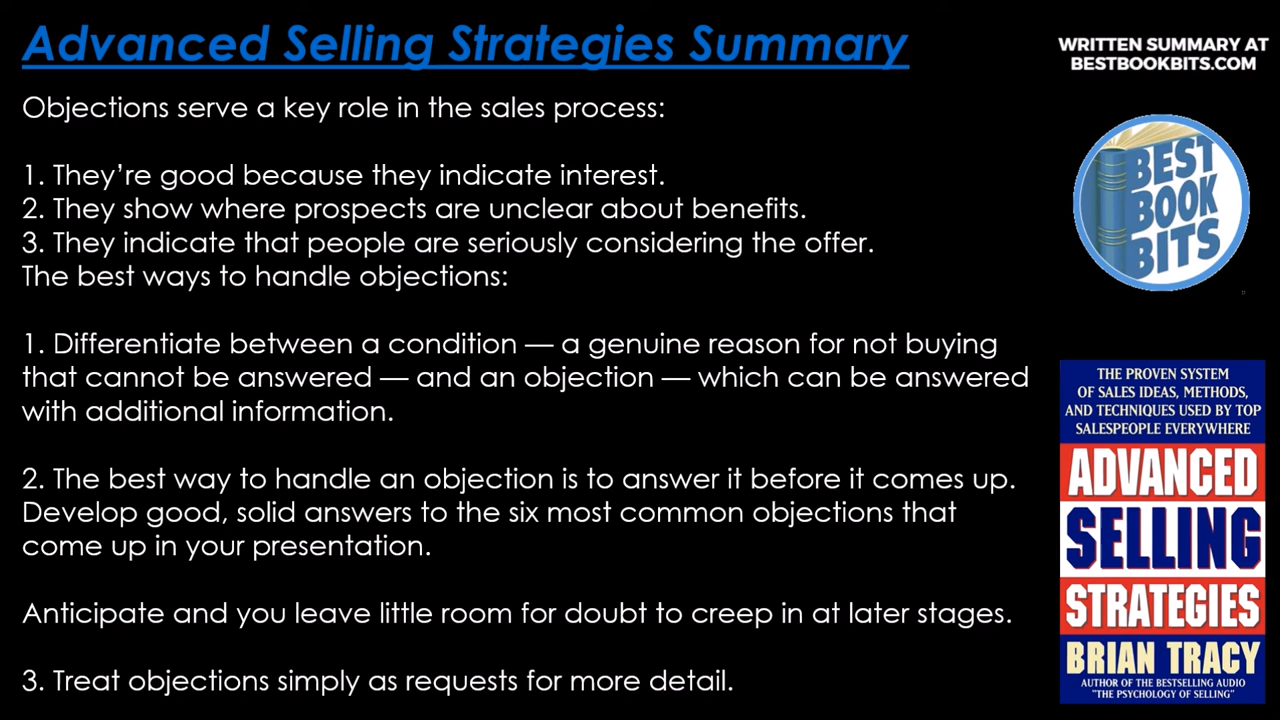 Advanced Selling Strategies Summary
Objections serve a key role in the sales process:
1. They’re good because they indicate interest.
2. They show where prospects are unclear about benefits.
3. They indicate that people are seriously considering the offer.
The best ways to handle objections:
1. Differentiate between a condition — a genuine reason for not buying
that cannot be answered — and an objection — which can be answered
with additional information.
2. The best way to handle an objection is to answer it before it comes up.
Develop good, solid answers to the six most common objections that
come up in your presentation.
Anticipate and you leave little room for doubt to creep in at later stages.
3. Treat objections simply as requests for more detail.
WRITTEN SUMMARY AT
BESTBOOKBITS.COM
BEST
BOOK
BITS
THE PROVEN SYSTEM
OF SALES IDEAS, METHODS,
AND TECHNIQUES USED BY TOP
SALESPEOPLE EVERYWHERE
ADVANCED
SELLING
STRATEGIES
BRIAN TRACY
AUTHOR OF THE BESTSELLING AUDIO
"THE PSYCHOLOGY OF SELLING"